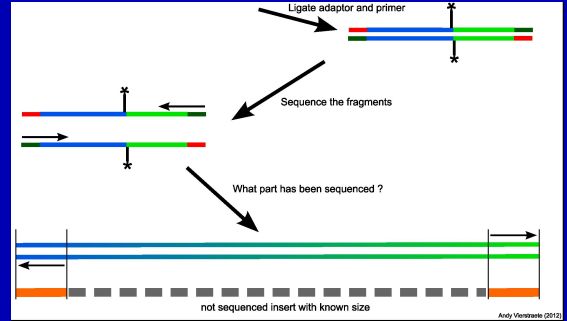 Ligate adaptor and primer
*
*
Sequence the fragments
*
*
What part has been sequenced ?
not sequenced insert with known size
Andy Vierstraete (2012)